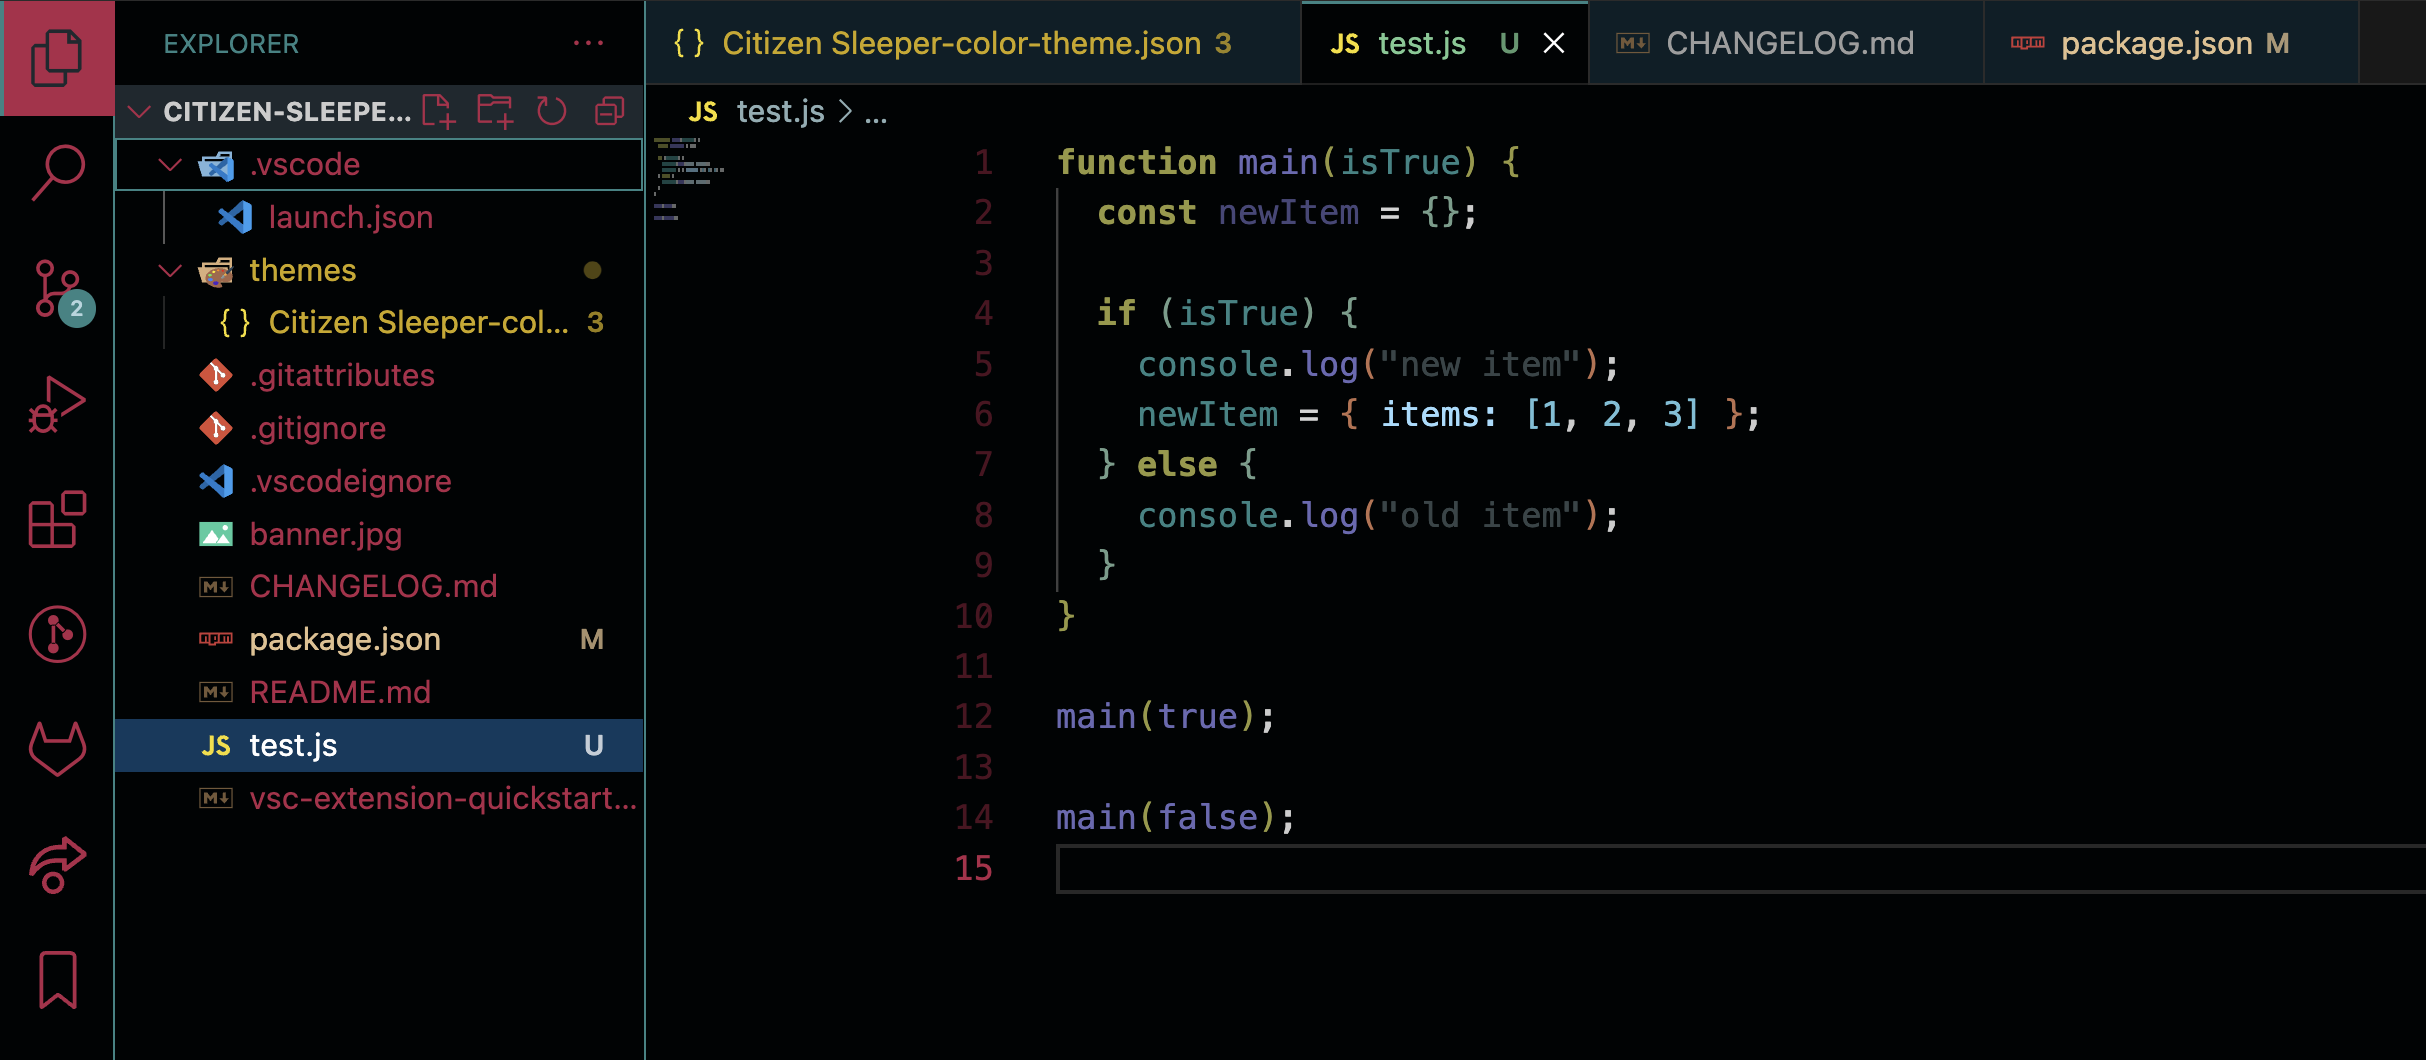 EXPLORER ···
CITIZEN-SLEEPE...
.vscode
launch.json
themes
{ } Citizen Sleeper-col... 3
.gitattributes
.gitignore
.vscodeignore
banner.jpg
M↓ CHANGELOG.md
npm package.json M
M↓ README.md
JS test.js U
M↓ vsc-extension-quickstart...
2
{ } Citizen Sleeper-color-theme.json 3
JS test.js U
M↓ CHANGELOG.md
npm package.json M
JS test.js > ...
1 function main(isTrue) {
2   const newItem = {};
3
4   if (isTrue) {
5     console.log("new item");
6     newItem = { items: [1, 2, 3] };
7   } else {
8     console.log("old item");
9   }
10 }
11
12 main(true);
13
14 main(false);
15